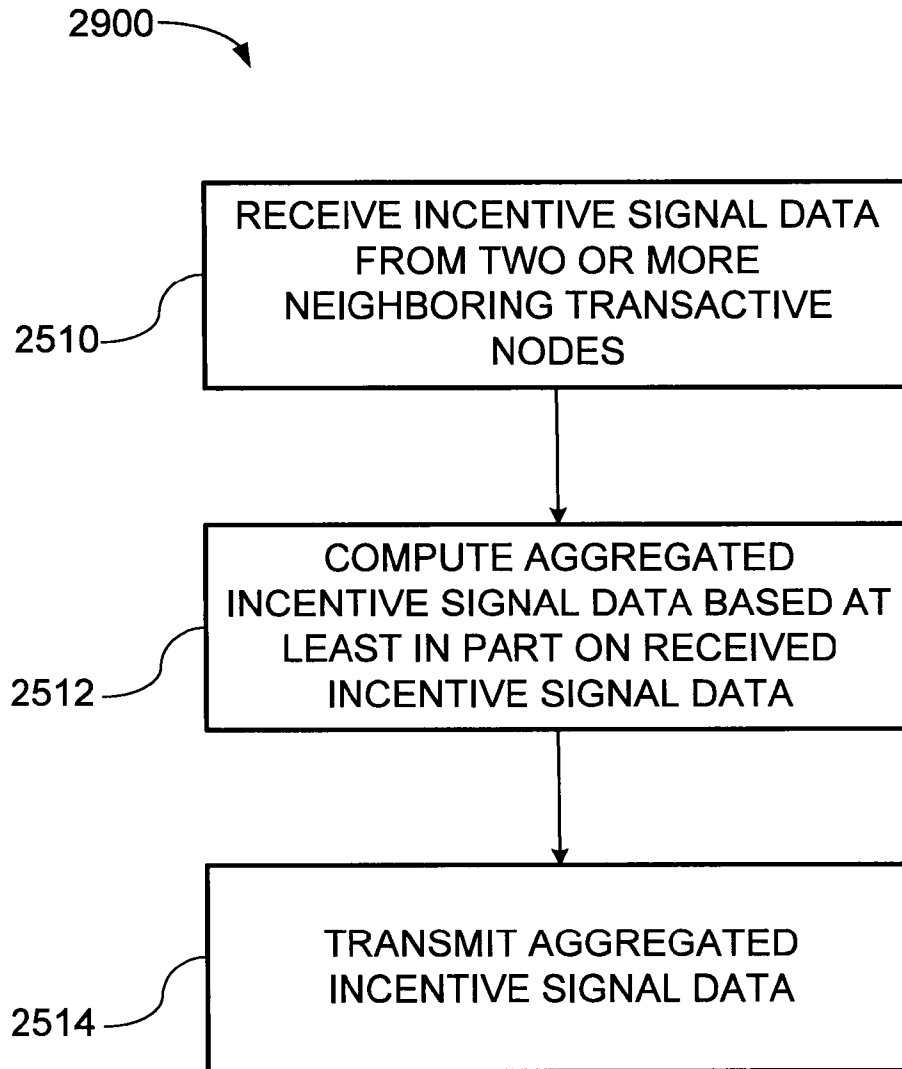 2900
RECEIVE INCENTIVE SIGNAL DATA
FROM TWO OR MORE
NEIGHBORING TRANSACTIVE
NODES
2510
COMPUTE AGGREGATED
INCENTIVE SIGNAL DATA BASED AT
LEAST IN PART ON RECEIVED
INCENTIVE SIGNAL DATA
2512
TRANSMIT AGGREGATED
INCENTIVE SIGNAL DATA
2514